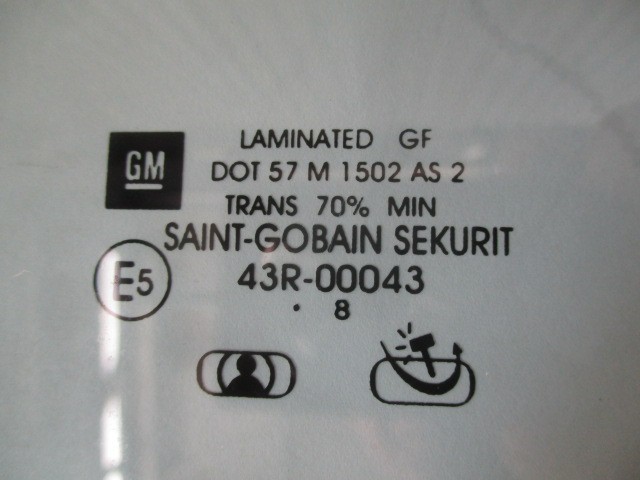 GM
LAMINATED GF
DOT 57 M 1502 AS 2
TRANS 70% MIN
SAINT-GOBAIN SEKURIT
E5
43R-00043
. 8